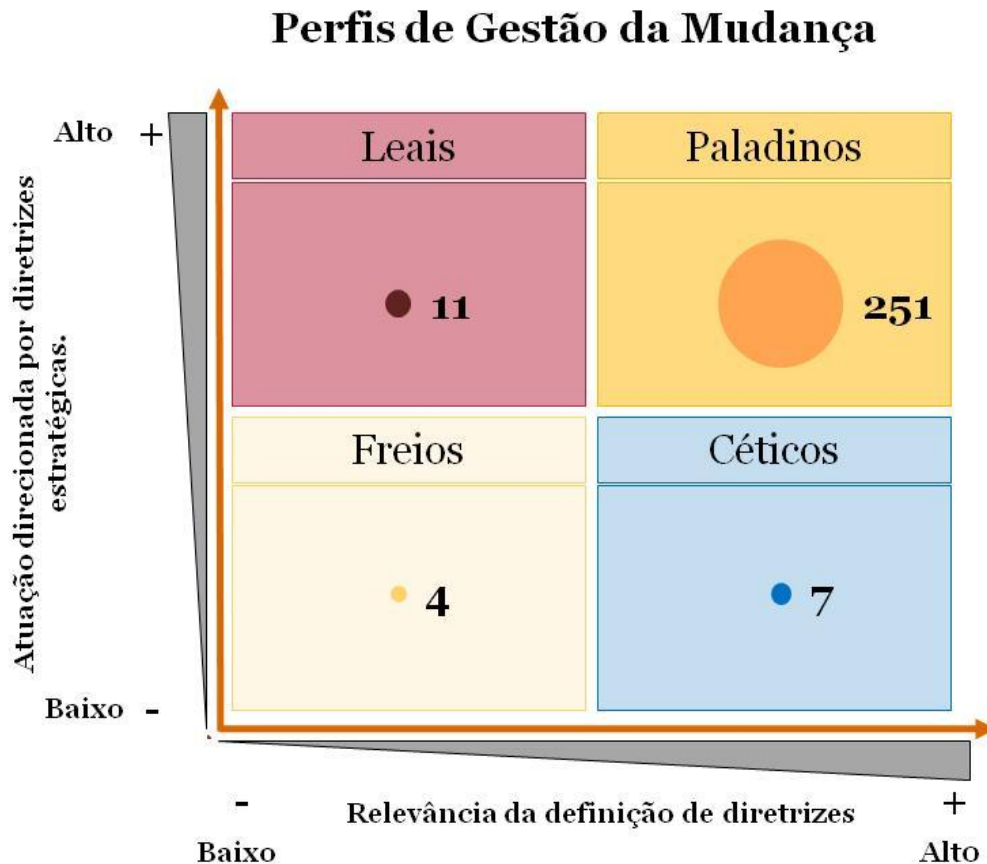 Perfis de Gestão da Mudança
Alto +
Leais
Paladinos
11
251
Freios
Céticos
4
7
Atuação direcionada por diretrizes
estratégicas.
Baixo -
- Relevância da definição de diretrizes +
Baixo
Alto